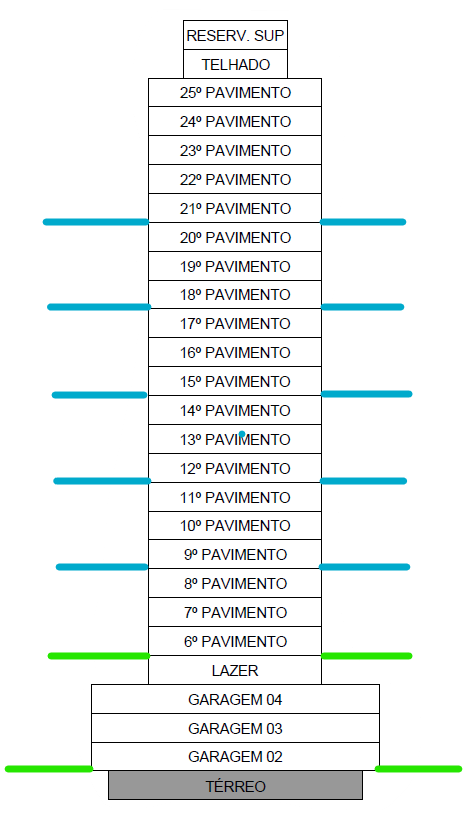 RESERV. SUP
TELHADO
25º PAVIMENTO
24º PAVIMENTO
23º PAVIMENTO
22º PAVIMENTO
21º PAVIMENTO
20º PAVIMENTO
19º PAVIMENTO
18º PAVIMENTO
17º PAVIMENTO
16º PAVIMENTO
15º PAVIMENTO
14º PAVIMENTO
13º PAVIMENTO
12º PAVIMENTO
11º PAVIMENTO
10º PAVIMENTO
9º PAVIMENTO
8º PAVIMENTO
7º PAVIMENTO
6º PAVIMENTO
LAZER
GARAGEM 04
GARAGEM 03
GARAGEM 02
TÉRREO